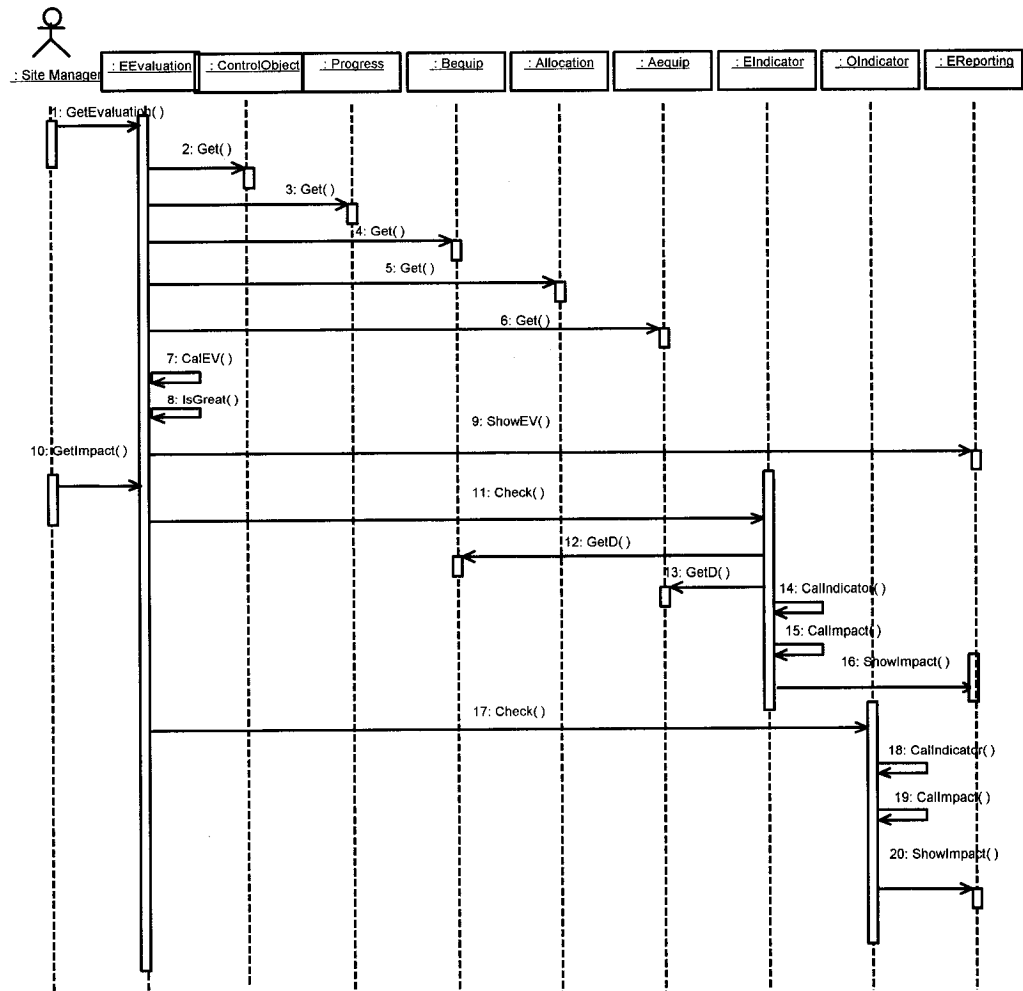 : Site Manager
: EEvaluation
: ControlObject
: Progress
: Bequip
: Allocation
: Aequip
: EIndicator
: OIndicator
: EReporting
1: GetEvaluation( )
2: Get( )
3: Get( )
4: Get( )
5: Get( )
6: Get( )
7: CalEV( )
8: IsGreat( )
9: ShowEV( )
10: GetImpact( )
11: Check( )
12: GetD( )
13: GetD( )
14: CalIndicator( )
15: CalImpact( )
16: ShowImpact( )
17: Check( )
18: CalIndicator( )
19: CalImpact( )
20: ShowImpact( )